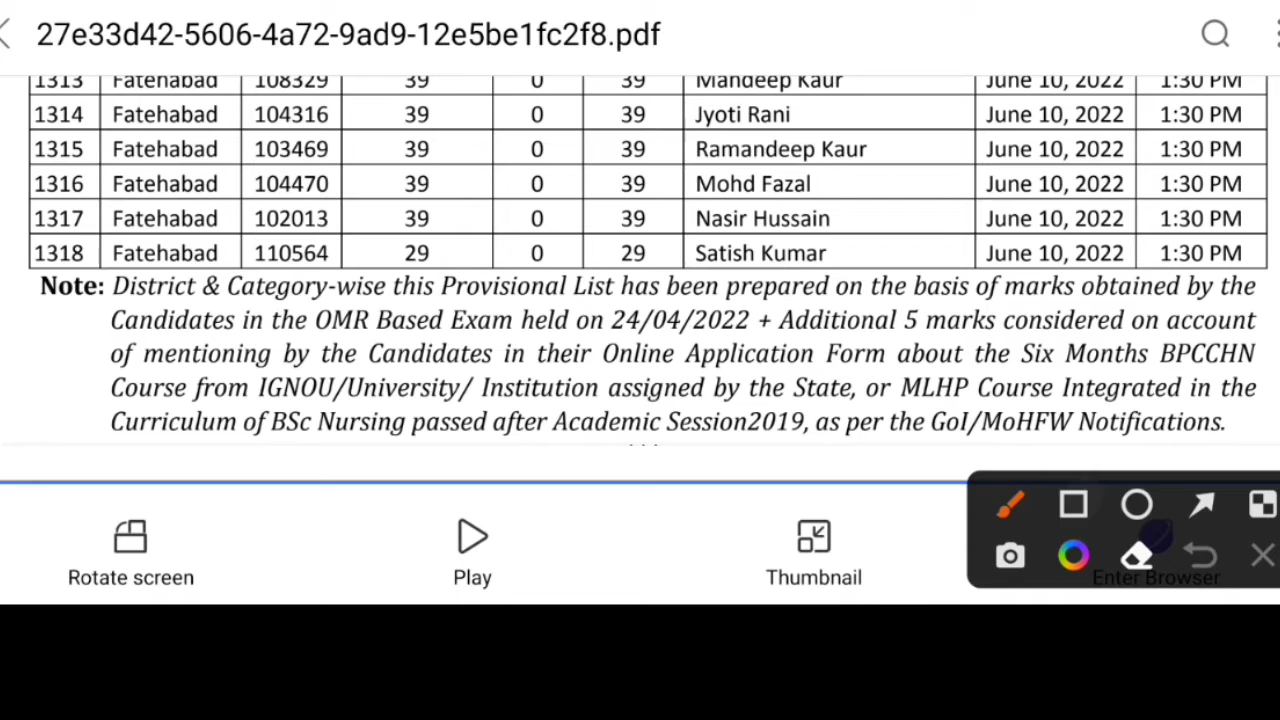 27e33d42-5606-4a72-9ad9-12e5be1fc2f8.pdf
1313 Fatehabad 108329 39 0 39 Mandeep Kaur June 10, 2022 1:30 PM
1314 Fatehabad 104316 39 0 39 Jyoti Rani June 10, 2022 1:30 PM
1315 Fatehabad 103469 39 0 39 Ramandeep Kaur June 10, 2022 1:30 PM
1316 Fatehabad 104470 39 0 39 Mohd Fazal June 10, 2022 1:30 PM
1317 Fatehabad 102013 39 0 39 Nasir Hussain June 10, 2022 1:30 PM
1318 Fatehabad 110564 29 0 29 Satish Kumar June 10, 2022 1:30 PM
Note: District & Category-wise this Provisional List has been prepared on the basis of marks obtained by the
Candidates in the OMR Based Exam held on 24/04/2022 + Additional 5 marks considered on account
of mentioning by the Candidates in their Online Application Form about the Six Months BPCCHN
Course from IGNOU/University/ Institution assigned by the State, or MLHP Course Integrated in the
Curriculum of BSc Nursing passed after Academic Session2019, as per the GoI/MoHFW Notifications.
Rotate screen
Play
Thumbnail
Enter Browser